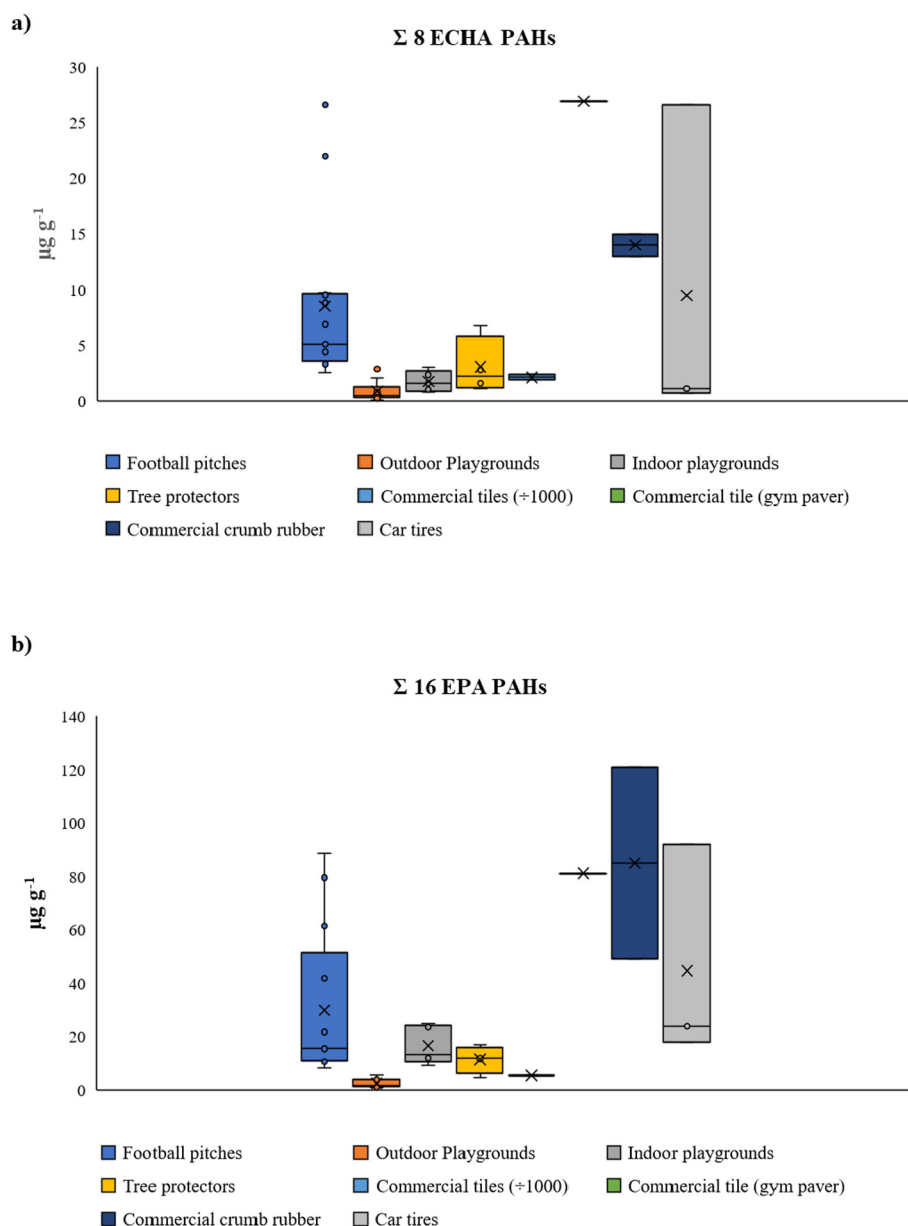 a)
Σ 8 ECHA PAHs
30
25
20
15
10
5
0
µg g⁻¹
Football pitches Outdoor Playgrounds Indoor playgrounds
Tree protectors Commercial tiles (÷1000) Commercial tile (gym paver)
Commercial crumb rubber Car tires
b)
Σ 16 EPA PAHs
140
120
100
80
60
40
20
0
µg g⁻¹
Football pitches Outdoor Playgrounds Indoor playgrounds
Tree protectors Commercial tiles (÷1000) Commercial tile (gym paver)
Commercial crumb rubber Car tires